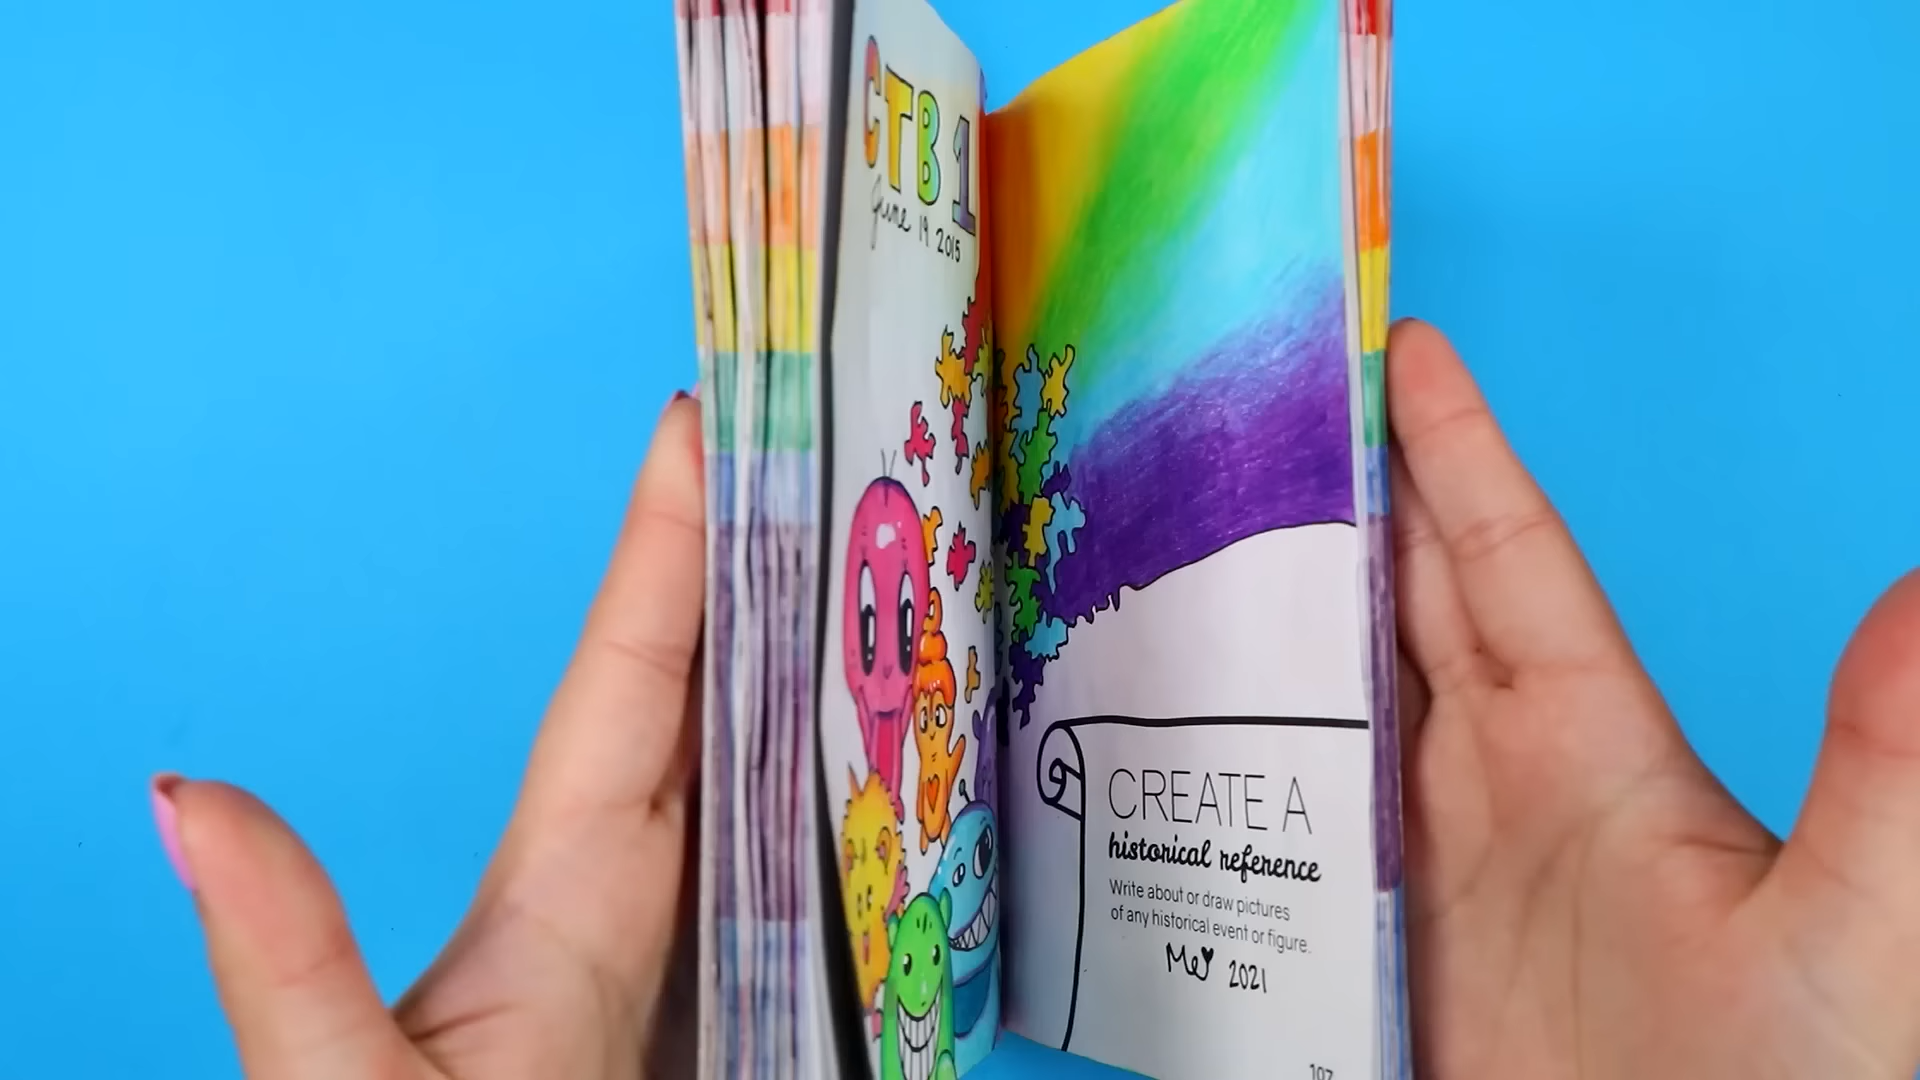 CTB 1
June 19 2015
CREATE A
historical reference
Write about or draw pictures
of any historical event or figure.
Me 2021
107